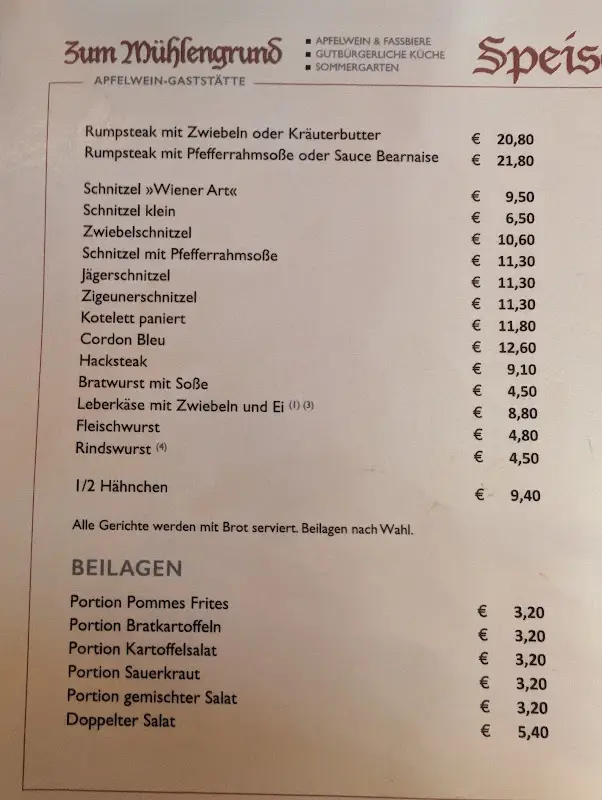 Zum Mühlengrund
APFELWEIN-GASTSTÄTTE
▪ APFELWEIN & FASSBIERE
▪ GUTBÜRGERLICHE KÜCHE
▪ SOMMERGARTEN
Speis
Rumpsteak mit Zwiebeln oder Kräuterbutter € 20,80
Rumpsteak mit Pfefferrahmsoße oder Sauce Bearnaise € 21,80
Schnitzel »Wiener Art« € 9,50
Schnitzel klein € 6,50
Zwiebelschnitzel € 10,60
Schnitzel mit Pfefferrahmsoße € 11,30
Jägerschnitzel € 11,30
Zigeunerschnitzel € 11,30
Kotelett paniert € 11,80
Cordon Bleu € 12,60
Hacksteak € 9,10
Bratwurst mit Soße € 4,50
Leberkäse mit Zwiebeln und Ei (1) (3) € 8,80
Fleischwurst € 4,80
Rindswurst (4) € 4,50
1/2 Hähnchen € 9,40
Alle Gerichte werden mit Brot serviert. Beilagen nach Wahl.
BEILAGEN
Portion Pommes Frites € 3,20
Portion Bratkartoffeln € 3,20
Portion Kartoffelsalat € 3,20
Portion Sauerkraut € 3,20
Portion gemischter Salat € 3,20
Doppelter Salat € 5,40